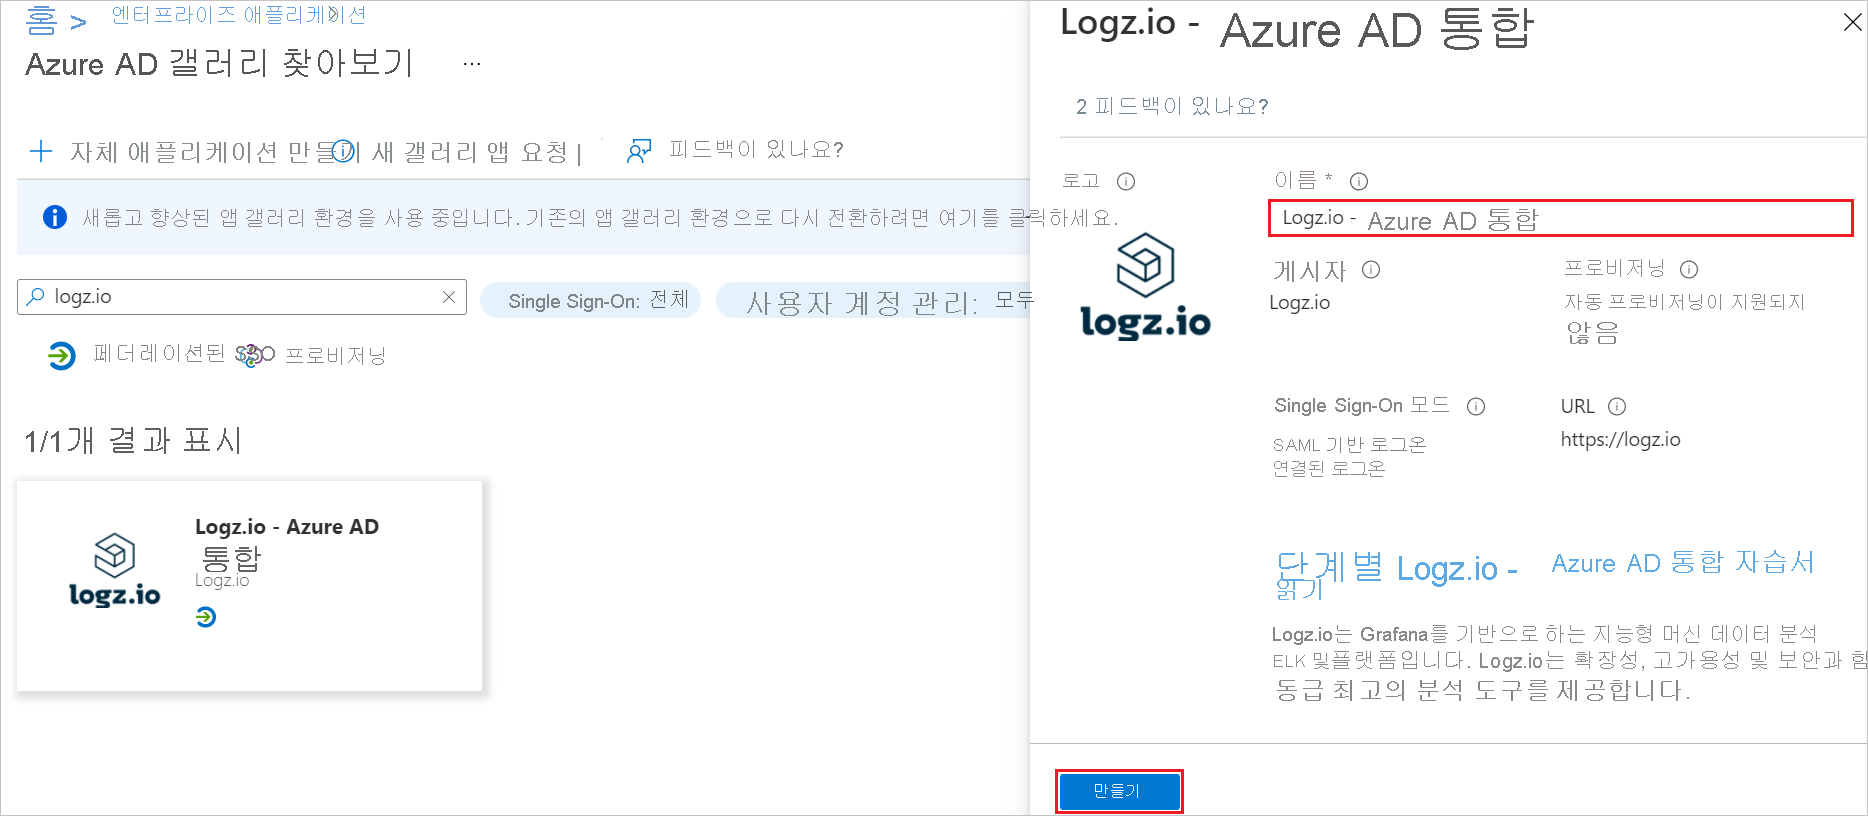 홈 > 엔터프라이즈 애플리케이션
Azure AD 갤러리 찾아보기 ...
+ 자체 애플리케이션 만들기 새 갤러리 앱 요청 | 피드백이 있나요?
새롭고 향상된 앱 갤러리 환경을 사용 중입니다. 기존의 앱 갤러리 환경으로 다시 전환하려면 여기를 클릭하세요.
logz.io
Single Sign-On: 전체
사용자 계정 관리: 모두
페더레이션된 SSO 프로비저닝
1/1개 결과 표시
logz.io
Logz.io - Azure AD
통합
Logz.io
Logz.io - Azure AD 통합
2 피드백이 있나요?
로고
logz.io
이름 *
Logz.io - Azure AD 통합
게시자
Logz.io
프로비저닝
자동 프로비저닝이 지원되지
않음
Single Sign-On 모드
SAML 기반 로그온
연결된 로그온
URL
https://logz.io
단계별 Logz.io - Azure AD 통합 자습서
읽기
Logz.io는 Grafana를 기반으로 하는 지능형 머신 데이터 분석
ELK 및플랫폼입니다. Logz.io는 확장성, 고가용성 및 보안과 함
동급 최고의 분석 도구를 제공합니다.
만들기